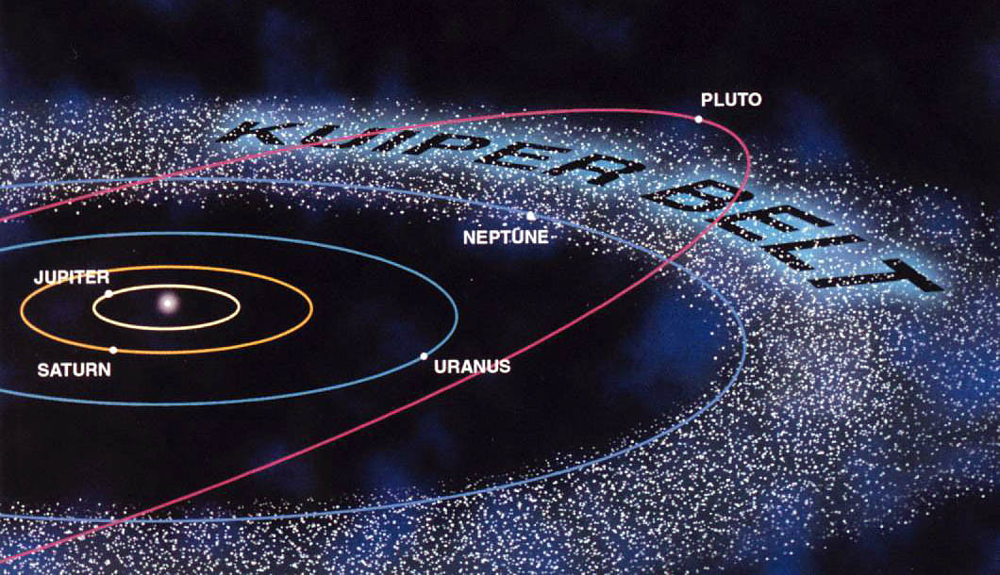 PLUTO
KUIPER BELT
NEPTUNE
JUPITER
SATURN
URANUS